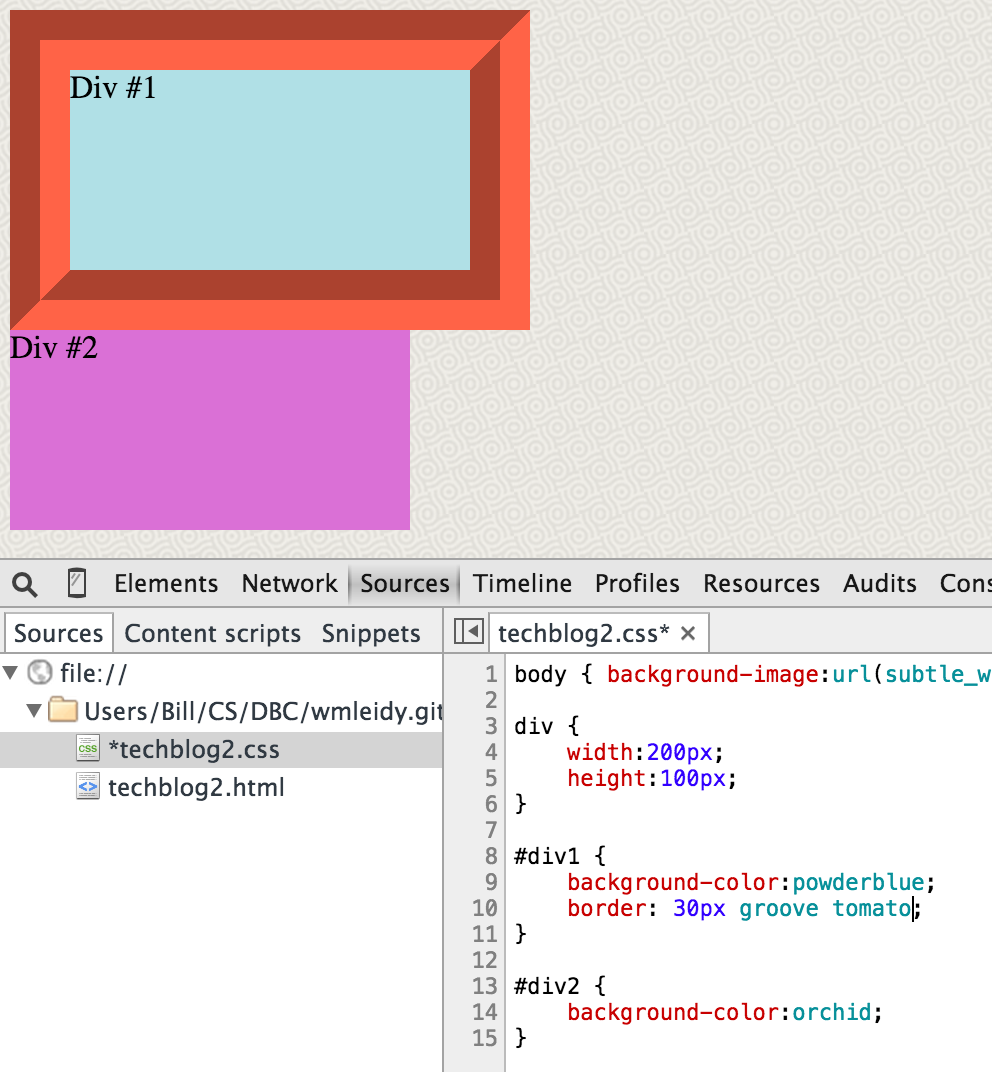 Div #1
Div #2
Elements Network Sources Timeline Profiles Resources Audits Cons
Sources Content scripts Snippets techblog2.css* ×
file://
Users/Bill/CS/DBC/wmleidy.git
css *techblog2.css
<> techblog2.html
1 body { background-image:url(subtle_w
2
3 div {
4     width:200px;
5     height:100px;
6 }
7
8 #div1 {
9     background-color:powderblue;
10     border: 30px groove tomato;
11 }
12
13 #div2 {
14     background-color:orchid;
15 }